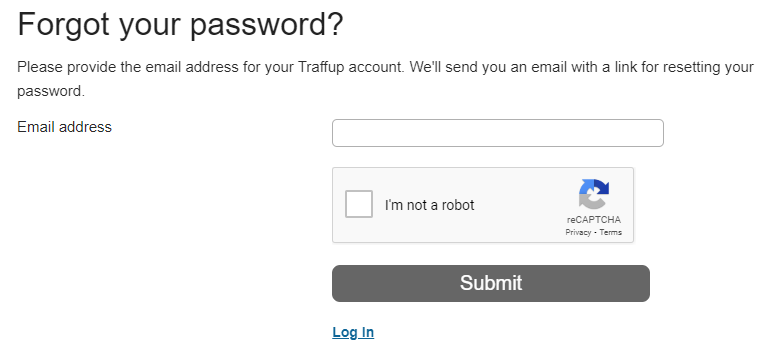 Forgot your password?
Please provide the email address for your Traffup account. We'll send you an email with a link for resetting your
password.
Email address
I'm not a robot
reCAPTCHA
Privacy - Terms
Submit
Log In